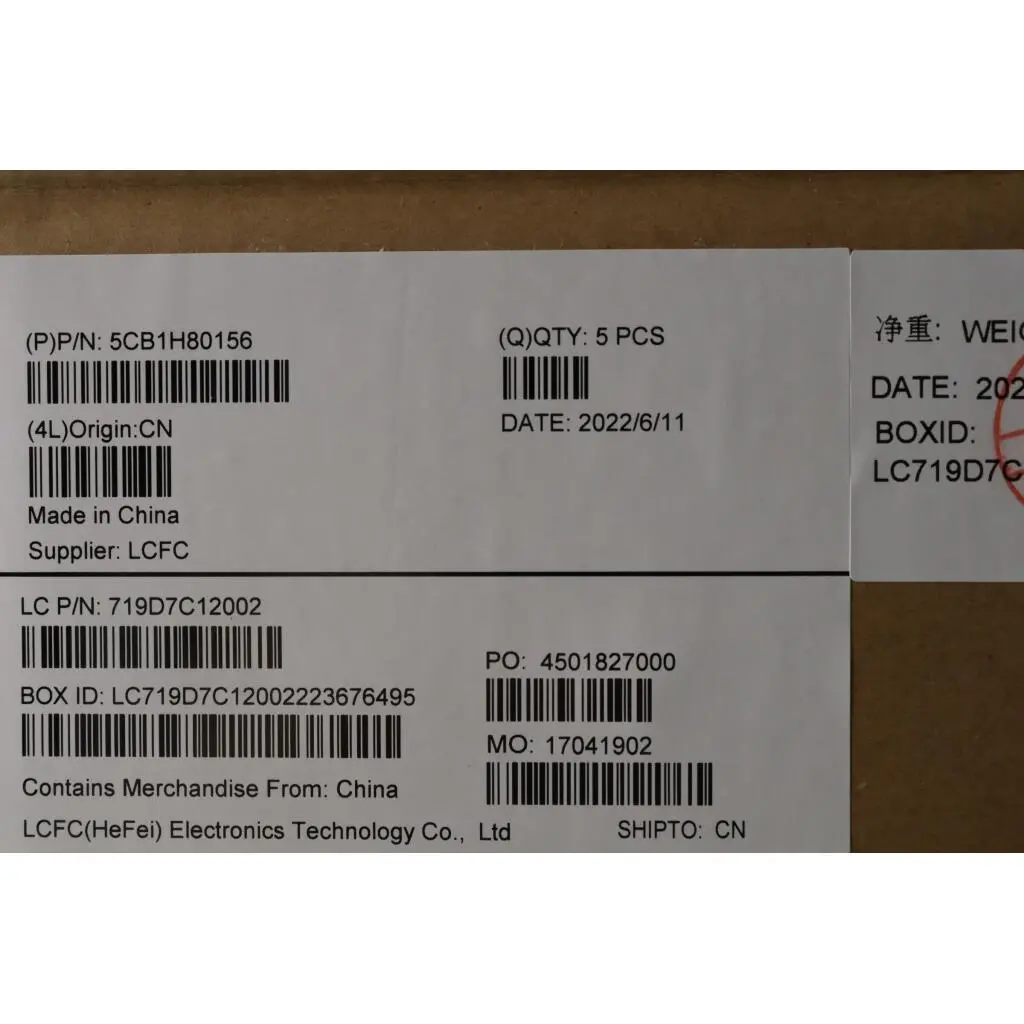 (P)P/N: 5CB1H80156
(Q)QTY: 5 PCS
DATE: 2022/6/11
(4L)Origin:CN
Made in China
Supplier: LCFC
LC P/N: 719D7C12002
BOX ID: LC719D7C12002223676495
PO: 4501827000
MO: 17041902
Contains Merchandise From: China
LCFC(HeFei) Electronics Technology Co., Ltd
SHIPTO: CN
净重:
DATE: 202
BOXID:
LC719D7C